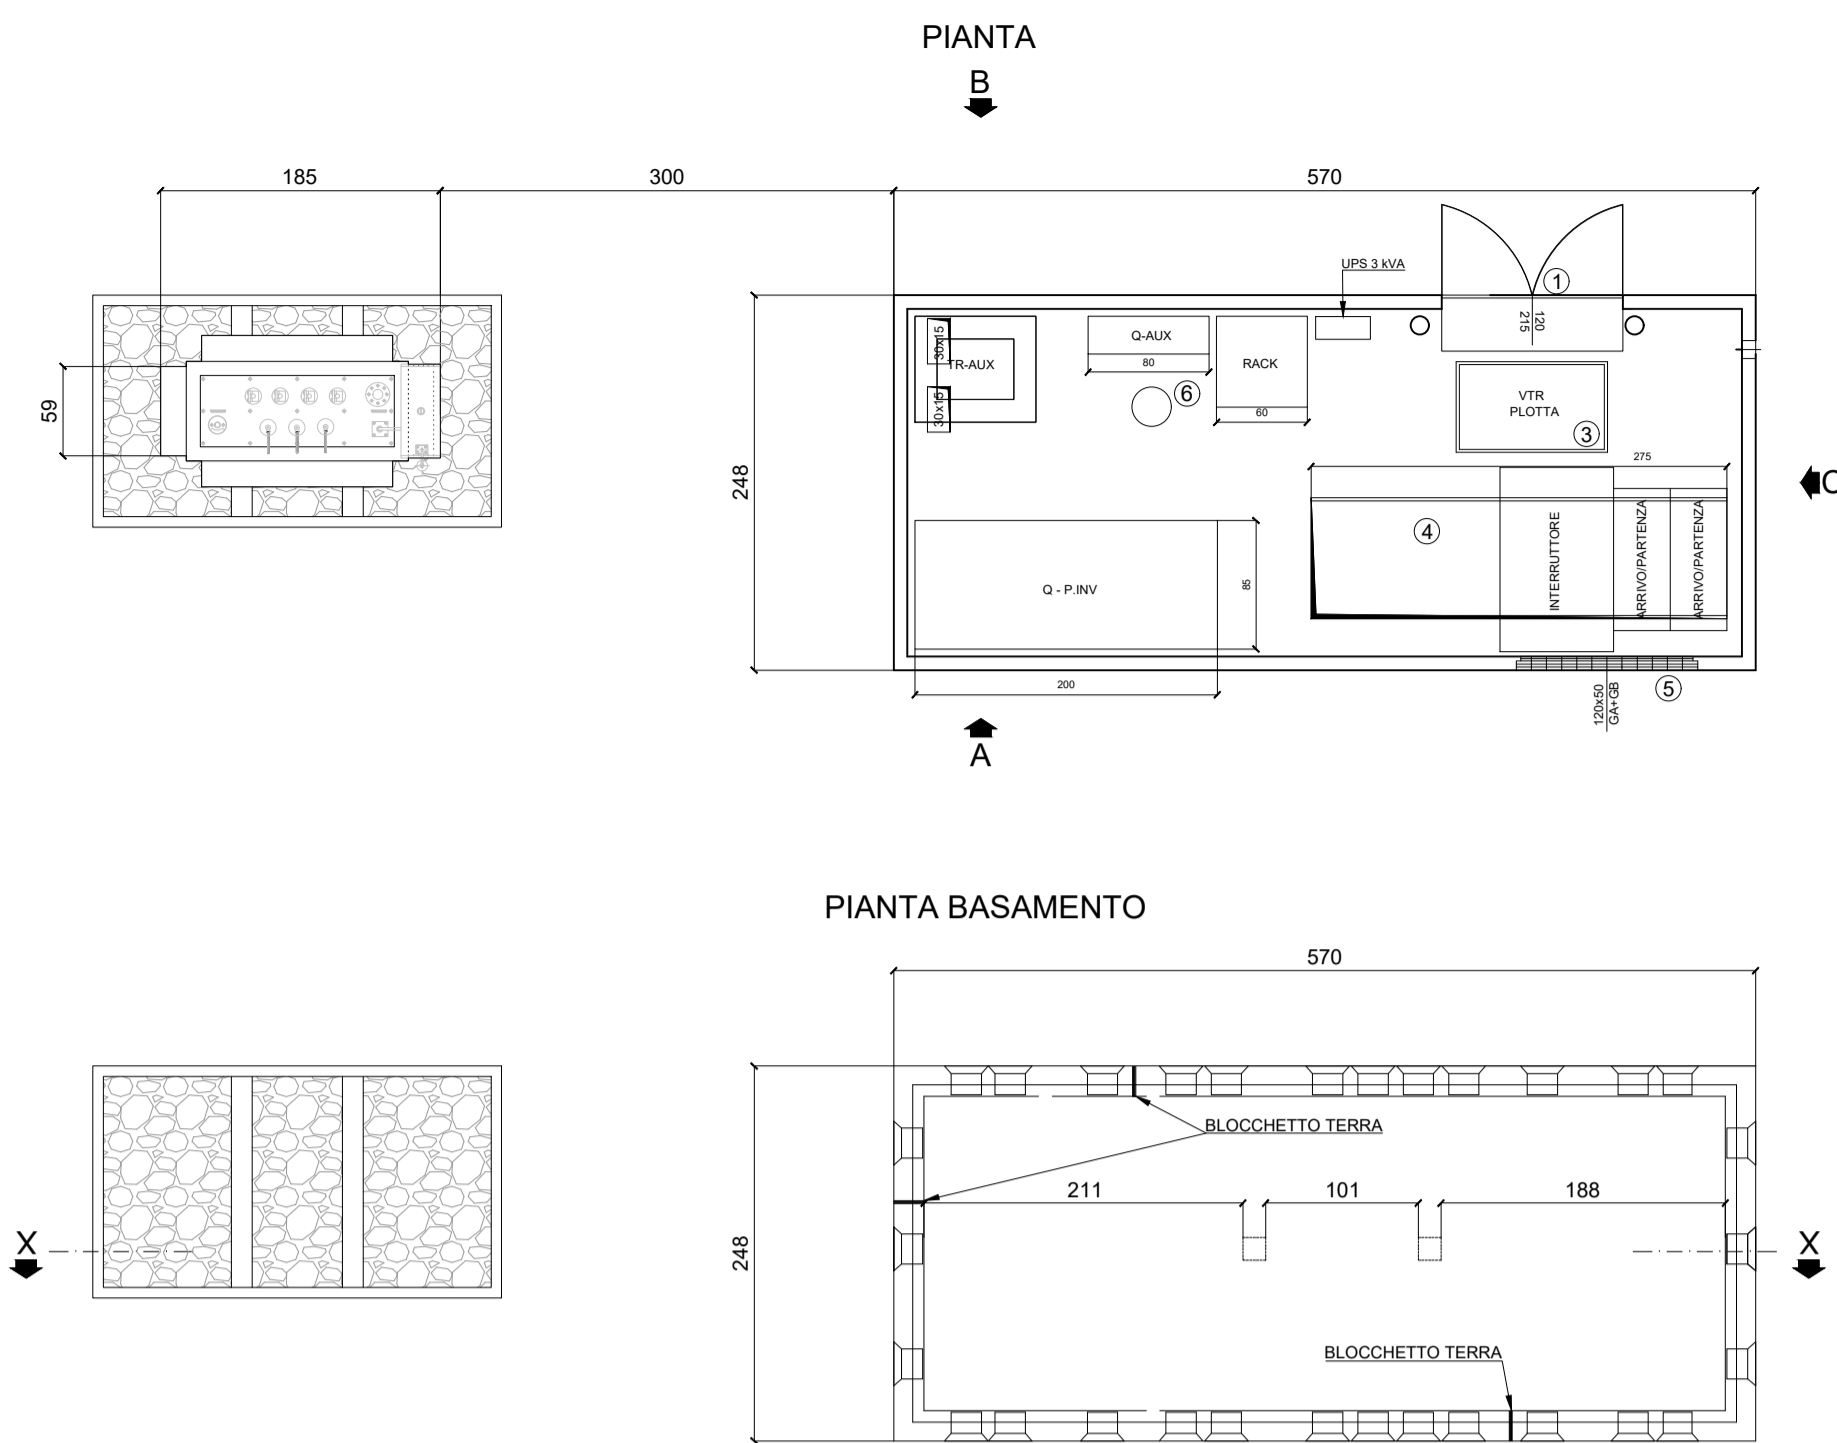 PIANTA
B
185
300
570
UPS 3 kVA
1
120
215
30x15
Q-AUX
TR-AUX
80
RACK
6
60
30x15
VTR
PLOTTA
3
59
275
C
248
4
INTERRUTTORE
ARRIVO/PARTENZA
ARRIVO/PARTENZA
Q - P.INV
85
200
5
120x50
GA+GB
A
PIANTA BASAMENTO
570
BLOCCHETTO TERRA
211
101
188
X
248
X
BLOCCHETTO TERRA